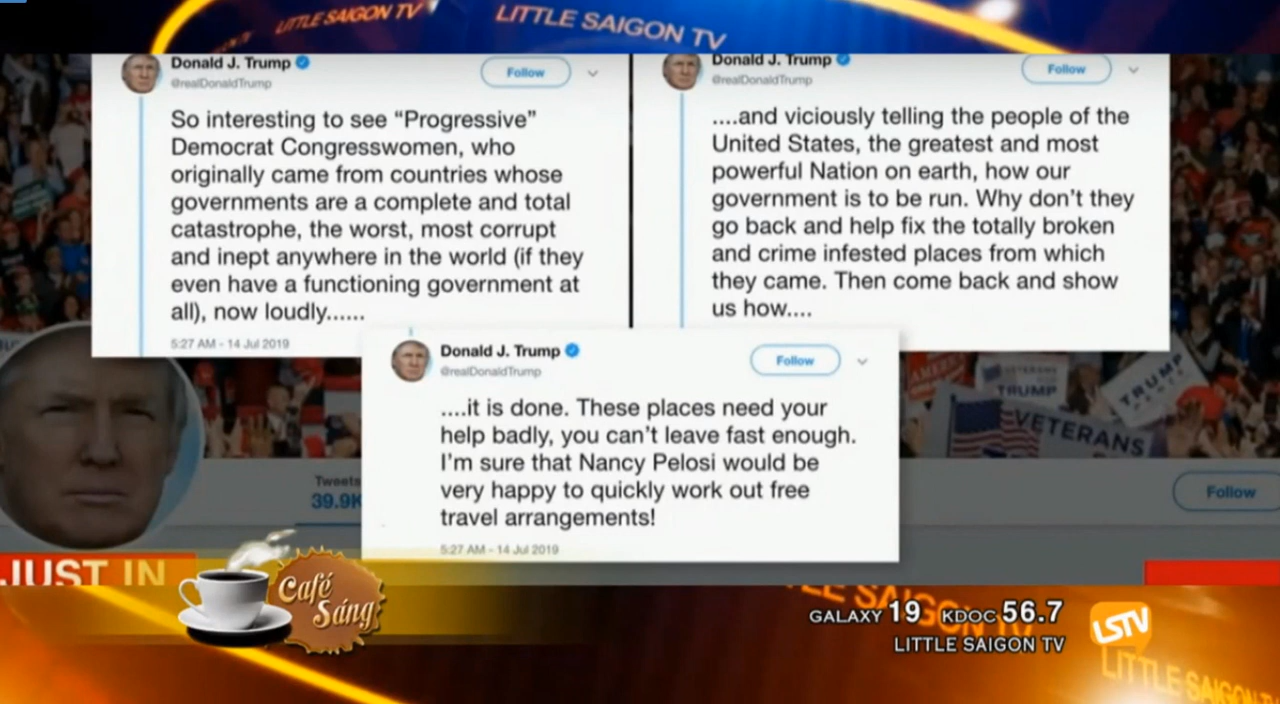 LITTLE SAIGON TV
LITTLE SAIGON TV
Donald J. Trump
@realDonaldTrump
Follow
So interesting to see “Progressive”
Democrat Congresswomen, who
originally came from countries whose
governments are a complete and total
catastrophe, the worst, most corrupt
and inept anywhere in the world (if they
even have a functioning government at
all), now loudly......
5:27 AM - 14 Jul 2019
Donald J. Trump
@realDonaldTrump
Follow
....and viciously telling the people of the
United States, the greatest and most
powerful Nation on earth, how our
government is to be run. Why don’t they
go back and help fix the totally broken
and crime infested places from which
they came. Then come back and show
us how....
Donald J. Trump
@realDonaldTrump
Follow
....it is done. These places need your
help badly, you can’t leave fast enough.
I’m sure that Nancy Pelosi would be
very happy to quickly work out free
travel arrangements!
5:27 AM - 14 Jul 2019
TRUMP
TRUMP
VETERANS
Tweets
39.9K
Follow
JUST IN
Café
Sáng
GALAXY 19 KDOC 56.7
LITTLE SAIGON TV
LSTV
LITTLE SAIGON TV